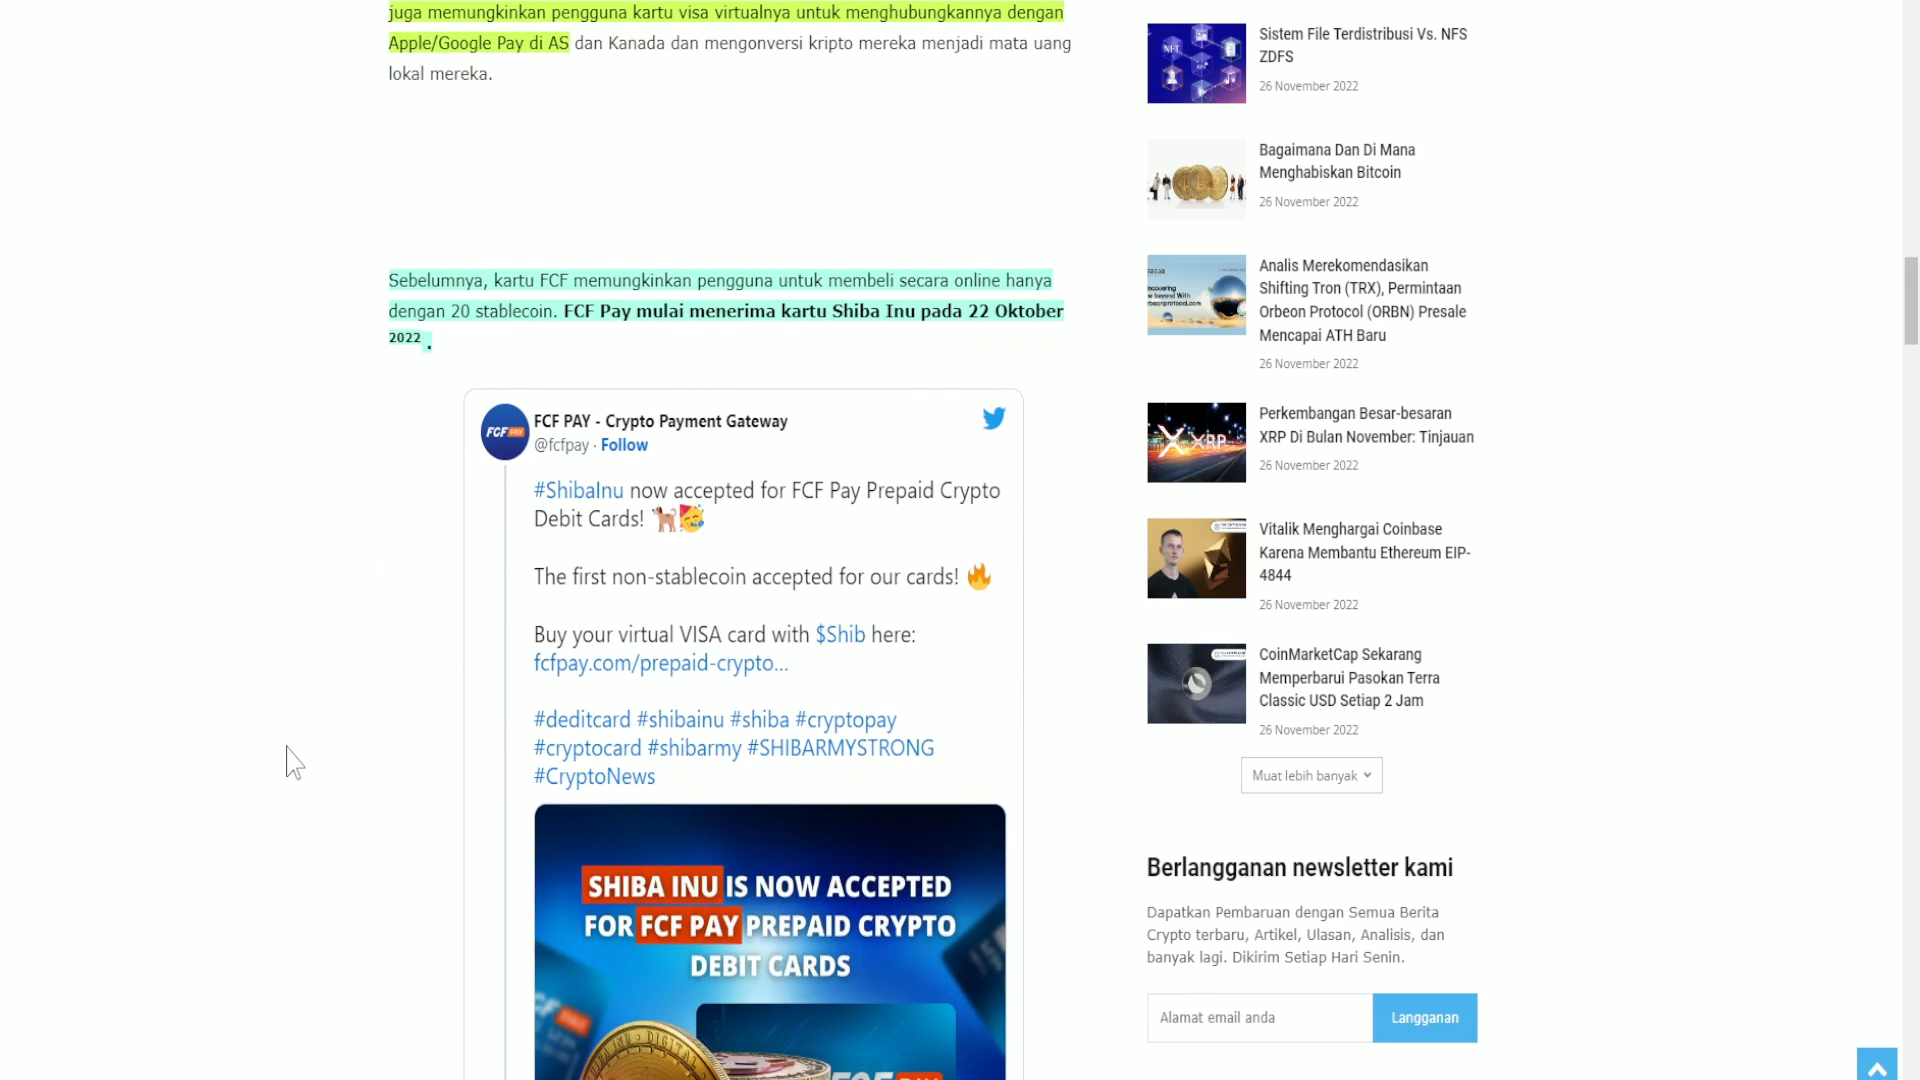 juga memungkinkan pengguna kartu visa virtualnya untuk menghubungkannya dengan
Apple/Google Pay di AS dan Kanada dan mengonversi kripto mereka menjadi mata uang
lokal mereka.
Sebelumnya, kartu FCF memungkinkan pengguna untuk membeli secara online hanya
dengan 20 stablecoin. FCF Pay mulai menerima kartu Shiba Inu pada 22 Oktober
2022 .
FCF PAY
FCF PAY - Crypto Payment Gateway
@fcfpay · Follow
#ShibaInu now accepted for FCF Pay Prepaid Crypto
Debit Cards! 🐕🥳
The first non-stablecoin accepted for our cards! 🔥
Buy your virtual VISA card with $Shib here:
fcfpay.com/prepaid-crypto...
#deditcard #shibainu #shiba #cryptopay
#cryptocard #shibarmy #SHIBARMYSTRONG
#CryptoNews
SHIBA INU IS NOW ACCEPTED
FOR FCF PAY PREPAID CRYPTO
DEBIT CARDS
NFT
Sistem File Terdistribusi Vs. NFS
ZDFS
26 November 2022
Bagaimana Dan Di Mana
Menghabiskan Bitcoin
26 November 2022
Analis Merekomendasikan
Shifting Tron (TRX), Permintaan
Orbeon Protocol (ORBN) Presale
Mencapai ATH Baru
26 November 2022
XRP
Perkembangan Besar-besaran
XRP Di Bulan November: Tinjauan
26 November 2022
Vitalik Menghargai Coinbase
Karena Membantu Ethereum EIP-
4844
26 November 2022
CoinMarketCap Sekarang
Memperbarui Pasokan Terra
Classic USD Setiap 2 Jam
26 November 2022
Muat lebih banyak
Berlangganan newsletter kami
Dapatkan Pembaruan dengan Semua Berita
Crypto terbaru, Artikel, Ulasan, Analisis, dan
banyak lagi. Dikirim Setiap Hari Senin.
Alamat email anda
Langganan